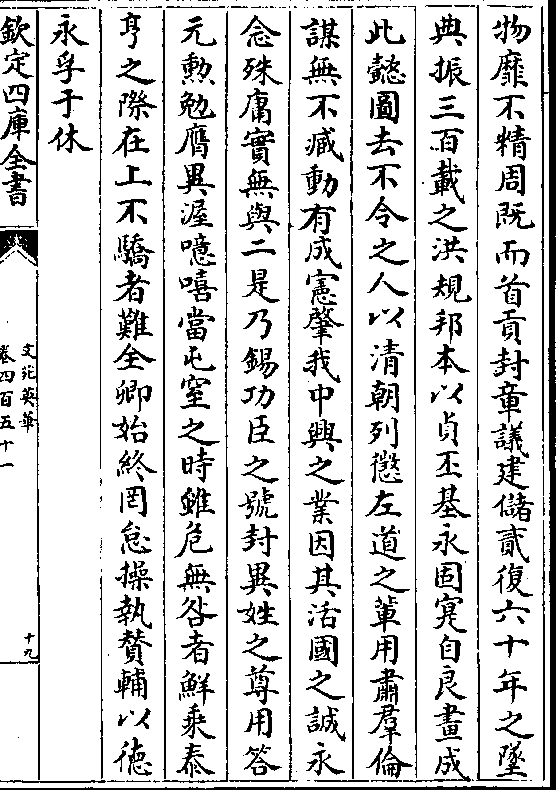 物靡不精周既而首貢封章議建儲貳復六十年之墜
典振三百載之洪規邦本以貞丕基永固寔自良畫成
此懿圖去不令之人以清朝列懲左道之輩用肅羣倫
謀無不臧動有成憲肇我中興之業因其活國之誠永
念殊庸實無與二是乃錫功臣之號封異姓之尊用答
元勲勉膺異渥噫嘻當屯窒之時雖危無咎者鮮乗泰
亨之際在上不驕者難全卿始終罔怠操執賛輔以徳
永孚于休
欽定四庫全書
文苑英華
卷四百五十一
十九